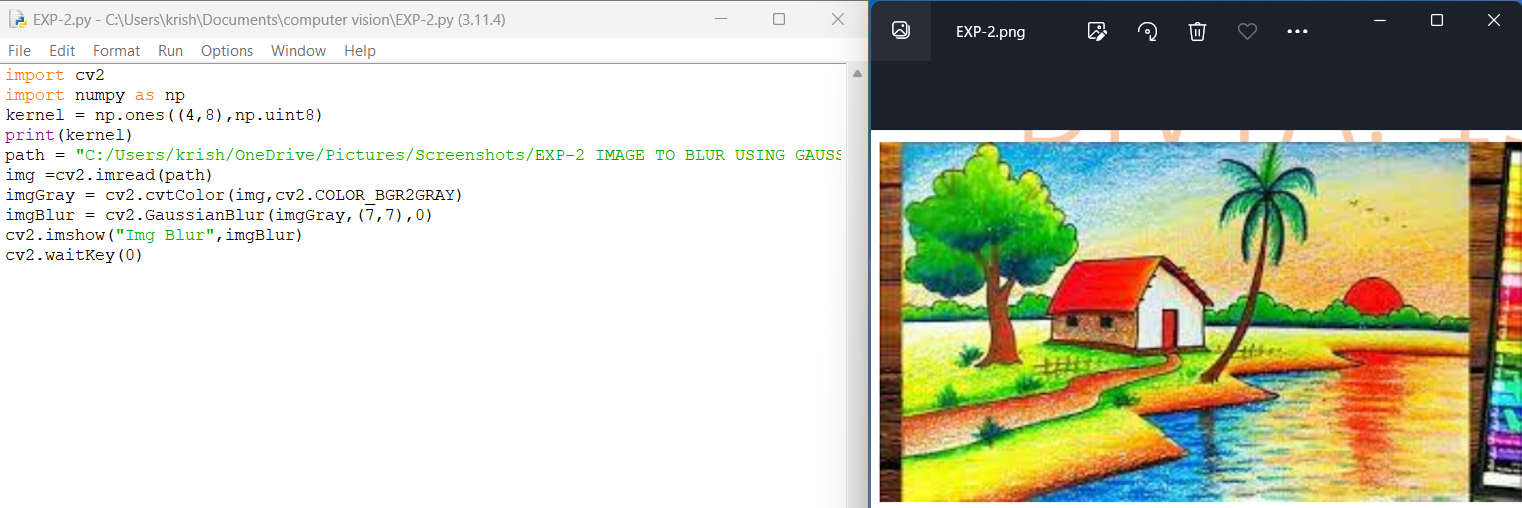 EXP-2.py - C:\Users\krish\Documents\computer vision\EXP-2.py (3.11.4)
File Edit Format Run Options Window Help
import cv2
import numpy as np
kernel = np.ones((4,8),np.uint8)
print(kernel)
path = "C:/Users/krish/OneDrive/Pictures/Screenshots/EXP-2 IMAGE TO BLUR USING GAUSS
img =cv2.imread(path)
imgGray = cv2.cvtColor(img,cv2.COLOR_BGR2GRAY)
imgBlur = cv2.GaussianBlur(imgGray,(7,7),0)
cv2.imshow("Img Blur",imgBlur)
cv2.waitKey(0)
EXP-2.png